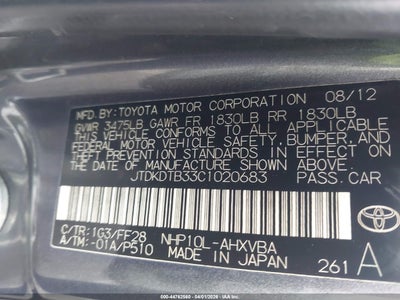 MFD. BY: TOYOTA MOTOR CORPORATION 08/12
GVWR 3475LB GAWR FR 1830LB RR 1830LB
THIS VEHICLE CONFORMS TO ALL APPLICABLE
FEDERAL MOTOR VEHICLE SAFETY, BUMPER, AND
THEFT PREVENTION STANDARDS IN EFFECT ON
THE DATE OF MANUFACTURE SHOWN ABOVE.
JTDKDTB33C1020683 PASS.CAR
C/TR:1G3/FF28 NHP10L-AHXVBA
A/TM:-01A/P510 MADE IN JAPAN 261 A
TOYOTA
000-44762560 - 04/01/2026 -